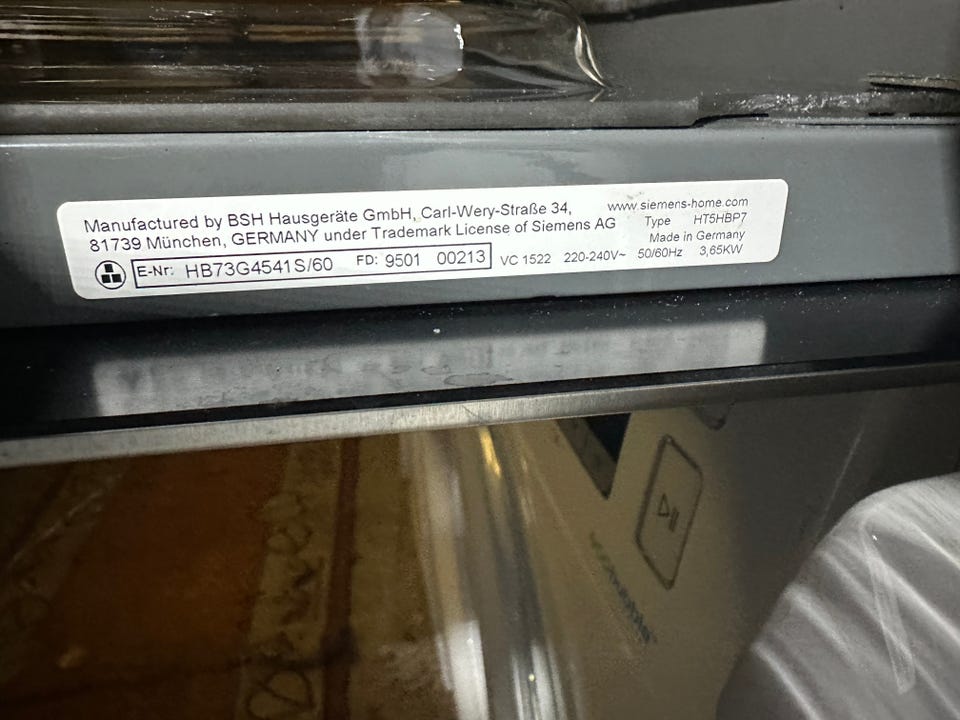 Manufactured by BSH Hausgeräte GmbH, Carl-Wery-Straße 34,
81739 München, GERMANY under Trademark License of Siemens AG
www.siemens-home.com
Type HT5HBP7
Made in Germany
E-Nr: HB73G4541S/60 FD: 9501 00213 VC 1522 220-240V~ 50/60Hz 3,65KW